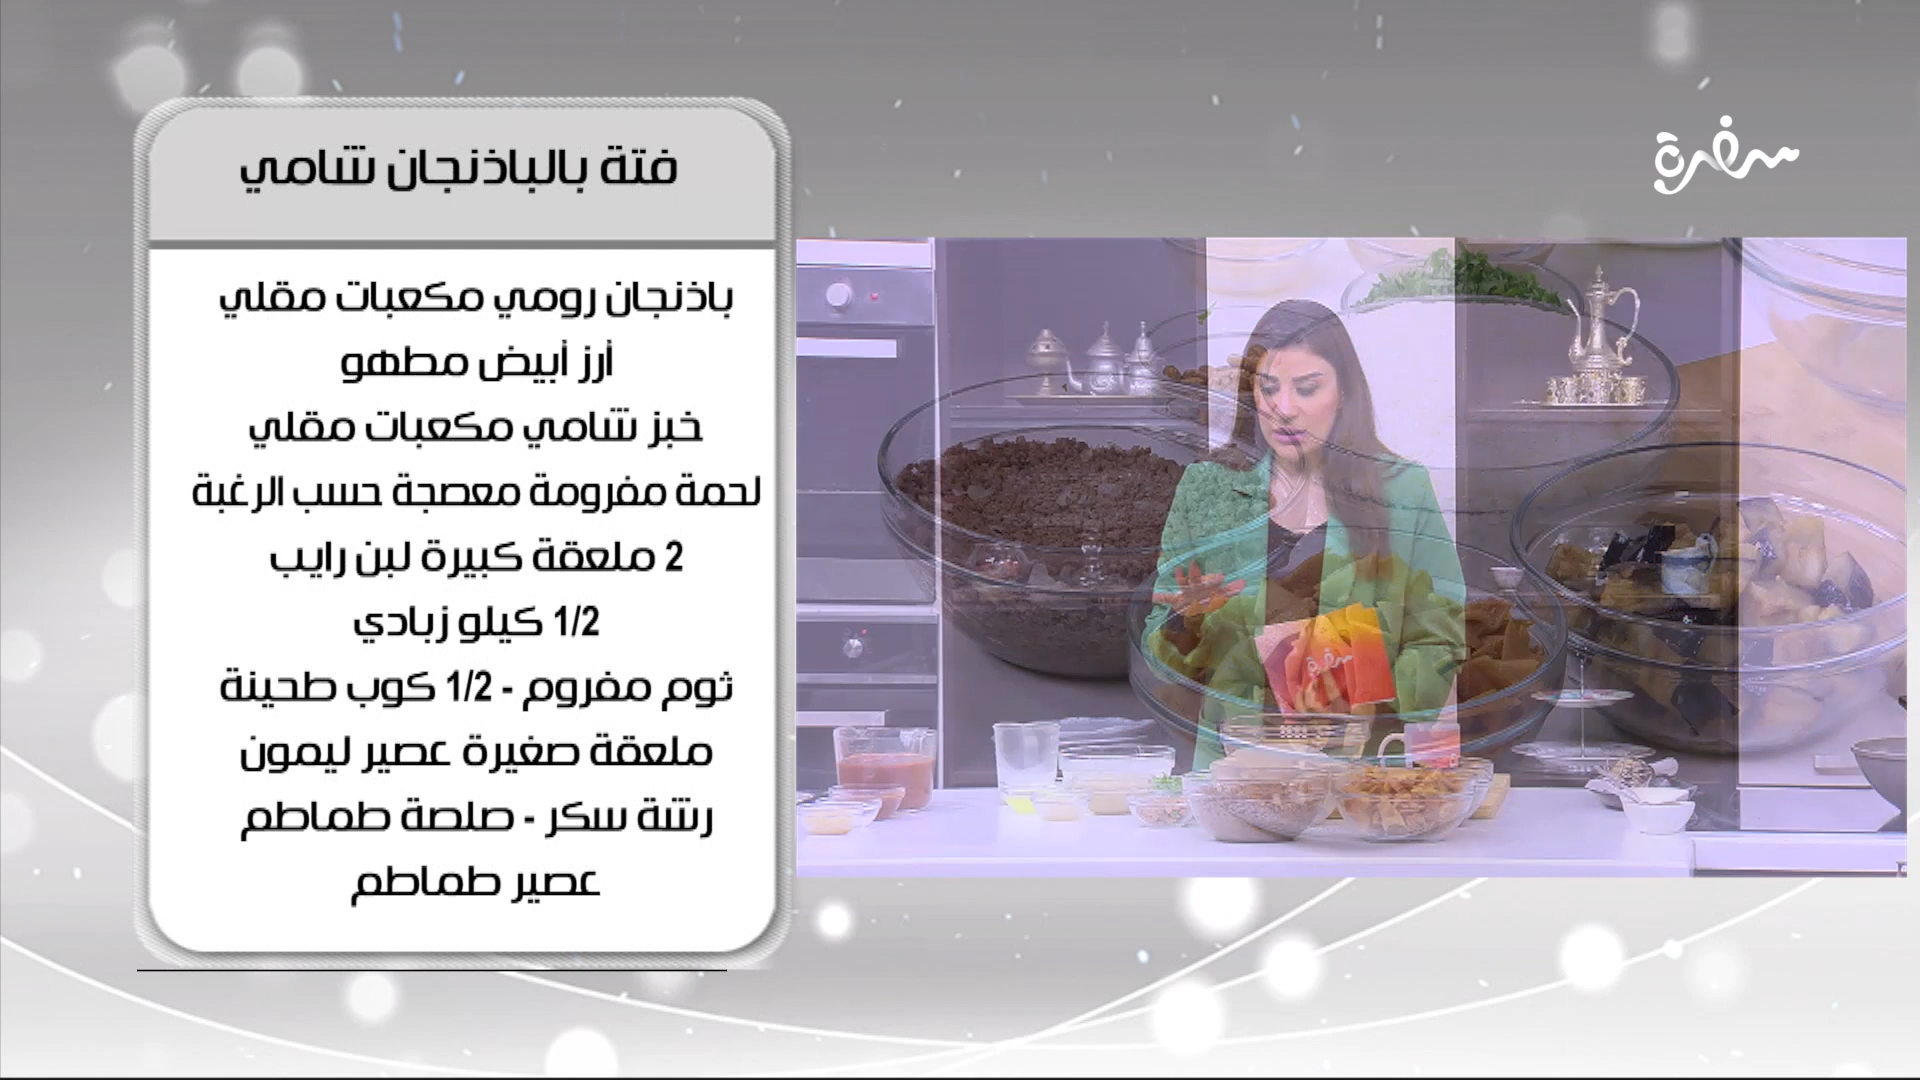 سفرة
فتة بالباذنجان شامي
باذنجان رومي مكعبات مقلي
أرز أبيض مطهو
خبز شامي مكعبات مقلي
لحمة مفرومة معصجة حسب الرغبة
2 ملعقة كبيرة لبن رايب
1/2 كيلو زبادي
ثوم مفروم - 1/2 كوب طحينة
ملعقة صغيرة عصير ليمون
رشة سكر - صلصة طماطم
عصير طماطم
سفرة